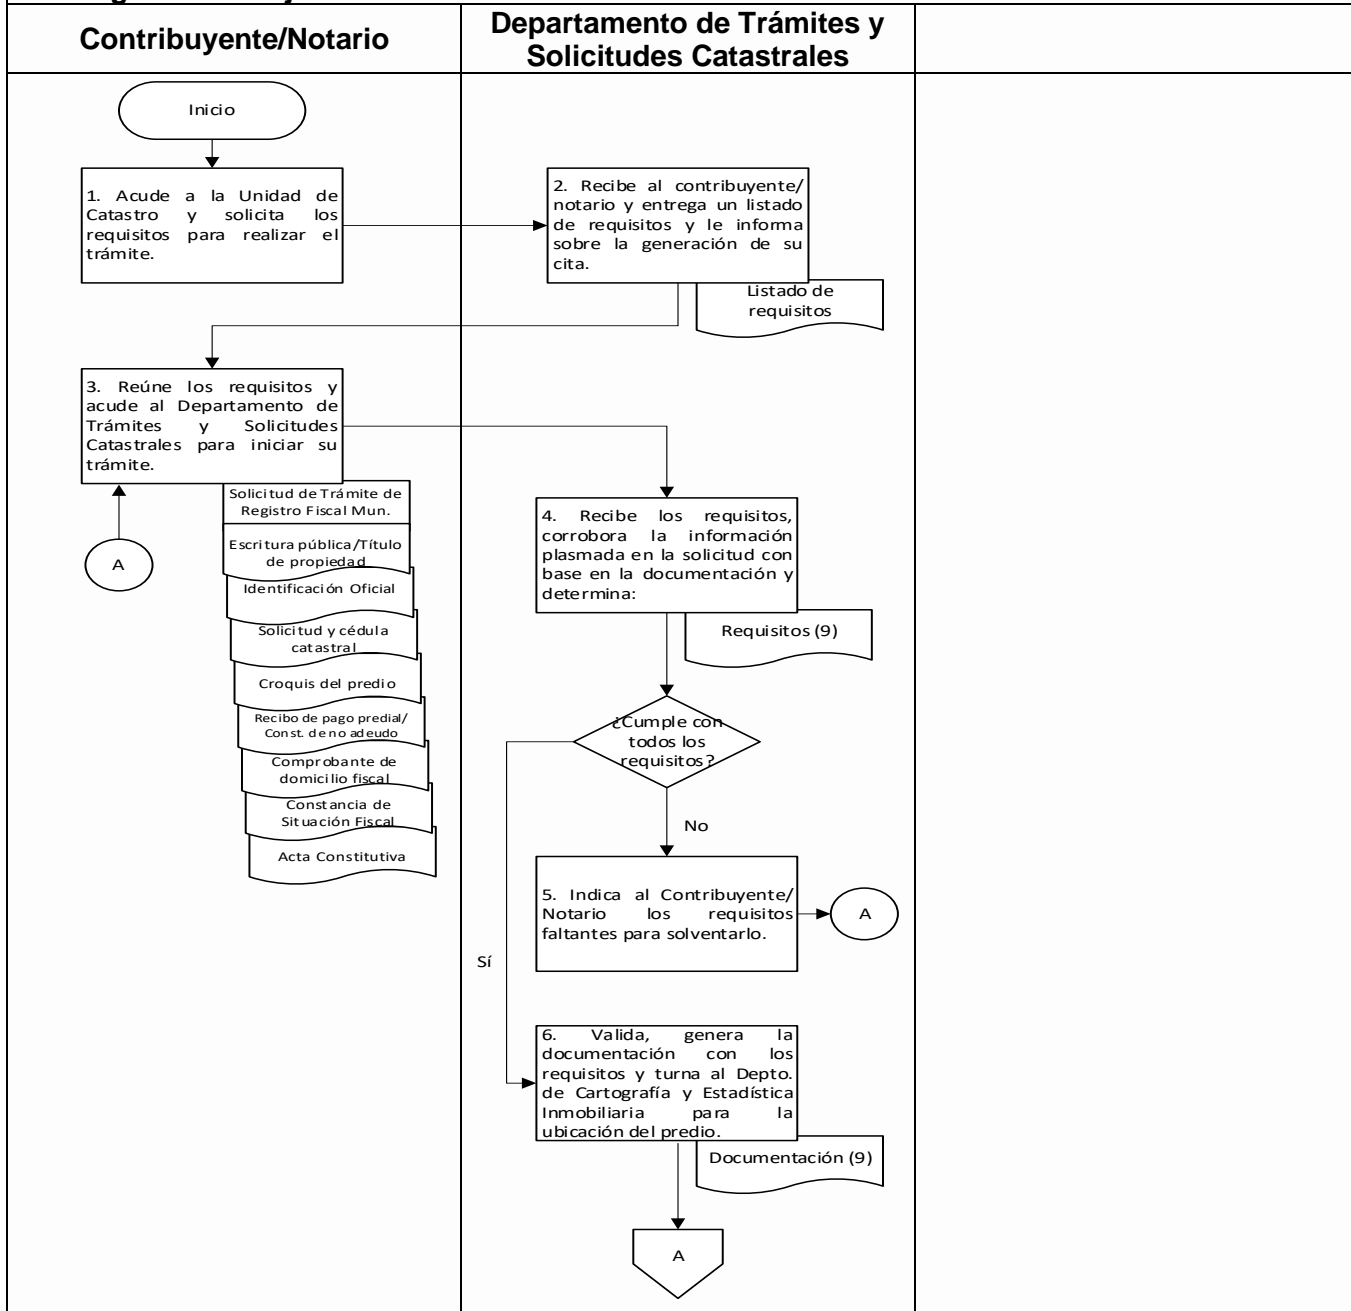 Contribuyente/Notario
Departamento de Trámites y
Solicitudes Catastrales
Inicio
1. Acude a la Unidad de
Catastro y solicita los
requisitos para realizar el
trámite.
2. Recibe al contribuyente/
notario y entrega un listado
de requisitos y le informa
sobre la generación de su
cita.
Listado de
requisitos
3. Reúne los requisitos y
acude al Departamento de
Trámites y Solicitudes
Catastrales para iniciar su
trámite.
Solicitud de Trámite de
Registro Fiscal Mun.
Escritura pública/Título
de propiedad
Identificación Oficial
Solicitud y cédula
catastral
Croquis del predio
Recibo de pago predial/
Const. de no adeudo
Comprobante de
domicilio fiscal
Constancia de
Situación Fiscal
Acta Constitutiva
A
4. Recibe los requisitos,
corrobora la información
plasmada en la solicitud con
base en la documentación y
determina:
Requisitos (9)
¿Cumple con
todos los
requisitos?
No
5. Indica al Contribuyente/
Notario los requisitos
faltantes para solventarlo.
A
Sí
6. Valida, genera la
documentación con los
requisitos y turna al Depto.
de Cartografía y Estadística
Inmobiliaria para la
ubicación del predio.
Documentación (9)
A